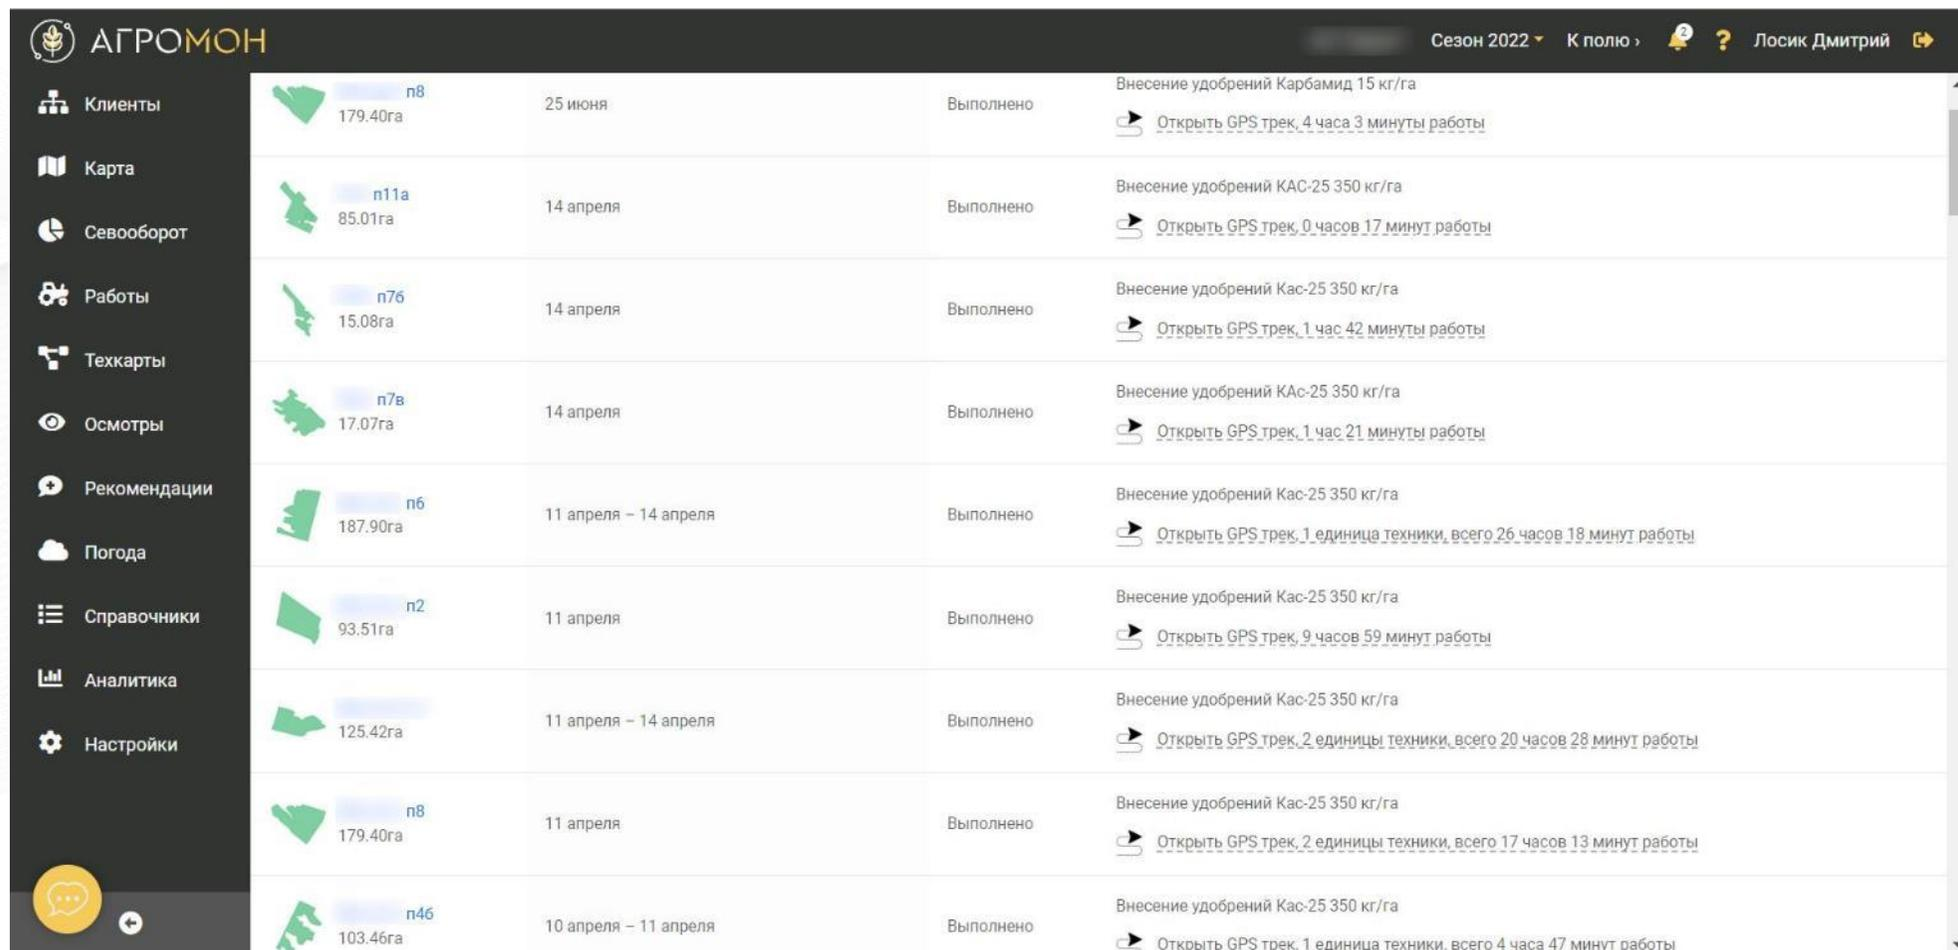 АГРОМОН
Сезон 2022 К полю › 2 ? Лосик Дмитрий
Клиенты
Карта
Севооборот
Работы
Техкарты
Осмотры
Рекомендации
Погода
Справочники
Аналитика
Настройки
п8
179.40га
25 июня
Выполнено
Внесение удобрений Карбамид 15 кг/га
Открыть GPS трек, 4 часа 3 минуты работы
п11а
85.01га
14 апреля
Выполнено
Внесение удобрений КАС-25 350 кг/га
Открыть GPS трек, 0 часов 17 минут работы
п7б
15.08га
14 апреля
Выполнено
Внесение удобрений Кас-25 350 кг/га
Открыть GPS трек, 1 час 42 минуты работы
п7в
17.07га
14 апреля
Выполнено
Внесение удобрений КАс-25 350 кг/га
Открыть GPS трек, 1 час 21 минуты работы
п6
187.90га
11 апреля – 14 апреля
Выполнено
Внесение удобрений Кас-25 350 кг/га
Открыть GPS трек, 1 единица техники, всего 26 часов 18 минут работы
п2
93.51га
11 апреля
Выполнено
Внесение удобрений Кас-25 350 кг/га
Открыть GPS трек, 9 часов 59 минут работы
125.42га
11 апреля – 14 апреля
Выполнено
Внесение удобрений Кас-25 350 кг/га
Открыть GPS трек, 2 единицы техники, всего 20 часов 28 минут работы
п8
179.40га
11 апреля
Выполнено
Внесение удобрений Кас-25 350 кг/га
Открыть GPS трек, 2 единицы техники, всего 17 часов 13 минут работы
п4б
103.46га
10 апреля – 11 апреля
Выполнено
Внесение удобрений Кас-25 350 кг/га
Открыть GPS трек, 1 единица техники, всего 4 часа 47 минут работы